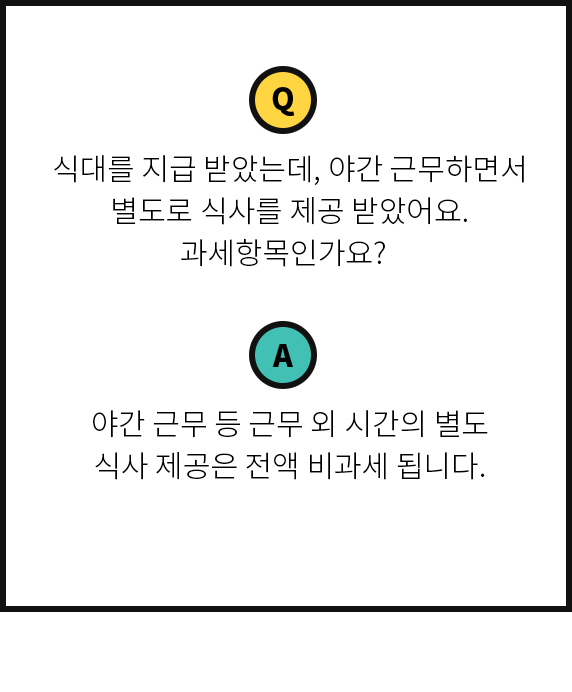 Q
식대를 지급 받았는데, 야간 근무하면서
별도로 식사를 제공 받았어요.
과세항목인가요?
A
야간 근무 등 근무 외 시간의 별도
식사 제공은 전액 비과세 됩니다.